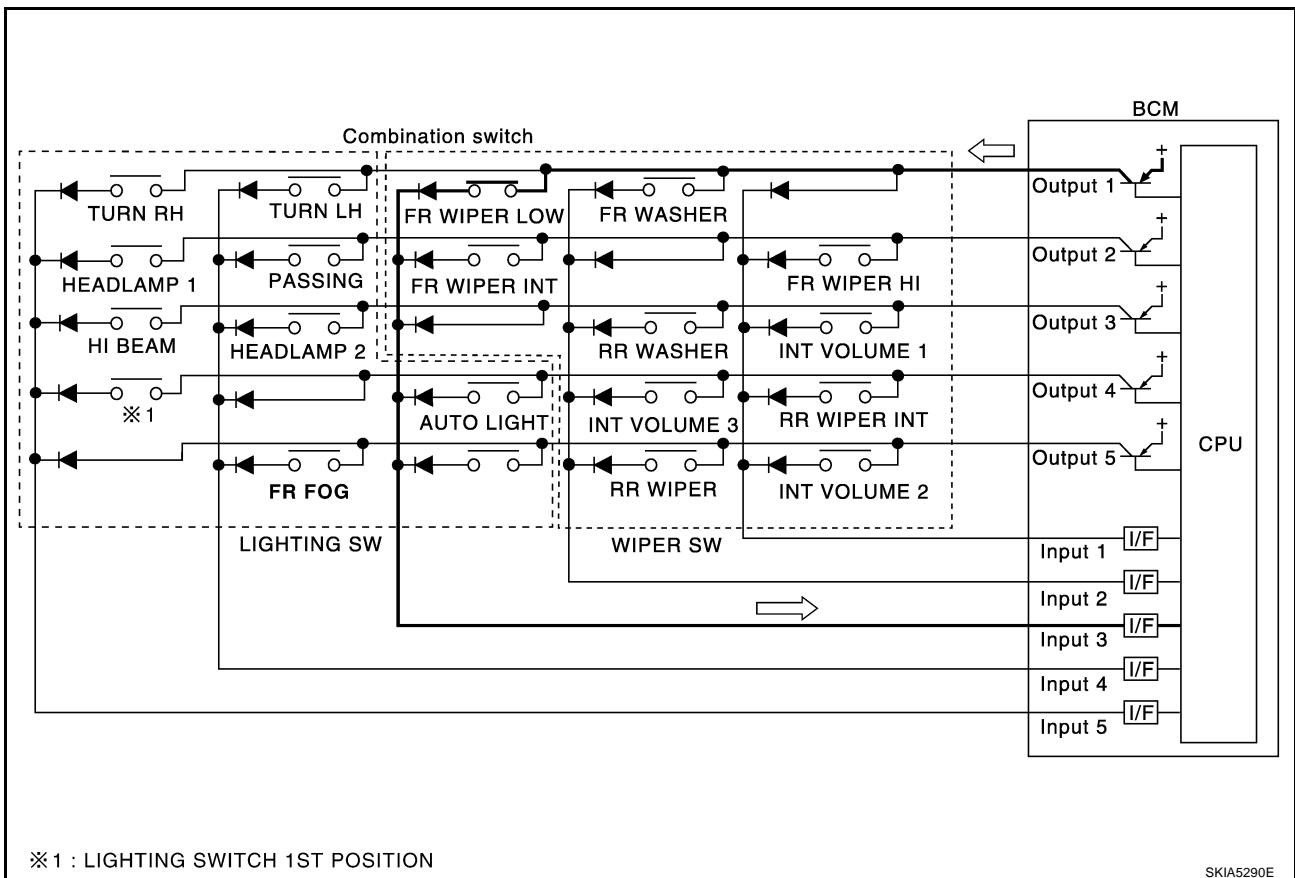 BCM
Combination switch
Output 1
TURN RH
TURN LH
FR WIPER LOW
FR WASHER
+
Output 2
HEADLAMP 1
PASSING
FR WIPER INT
FR WIPER HI
+
Output 3
HI BEAM
HEADLAMP 2
RR WASHER
INT VOLUME 1
+
Output 4
※1
AUTO LIGHT
INT VOLUME 3
RR WIPER INT
+
CPU
Output 5
FR FOG
RR WIPER
INT VOLUME 2
+
LIGHTING SW
WIPER SW
Input 1
I/F
Input 2
I/F
Input 3
I/F
Input 4
I/F
Input 5
I/F
※1 : LIGHTING SWITCH 1ST POSITION
SKIA5290E